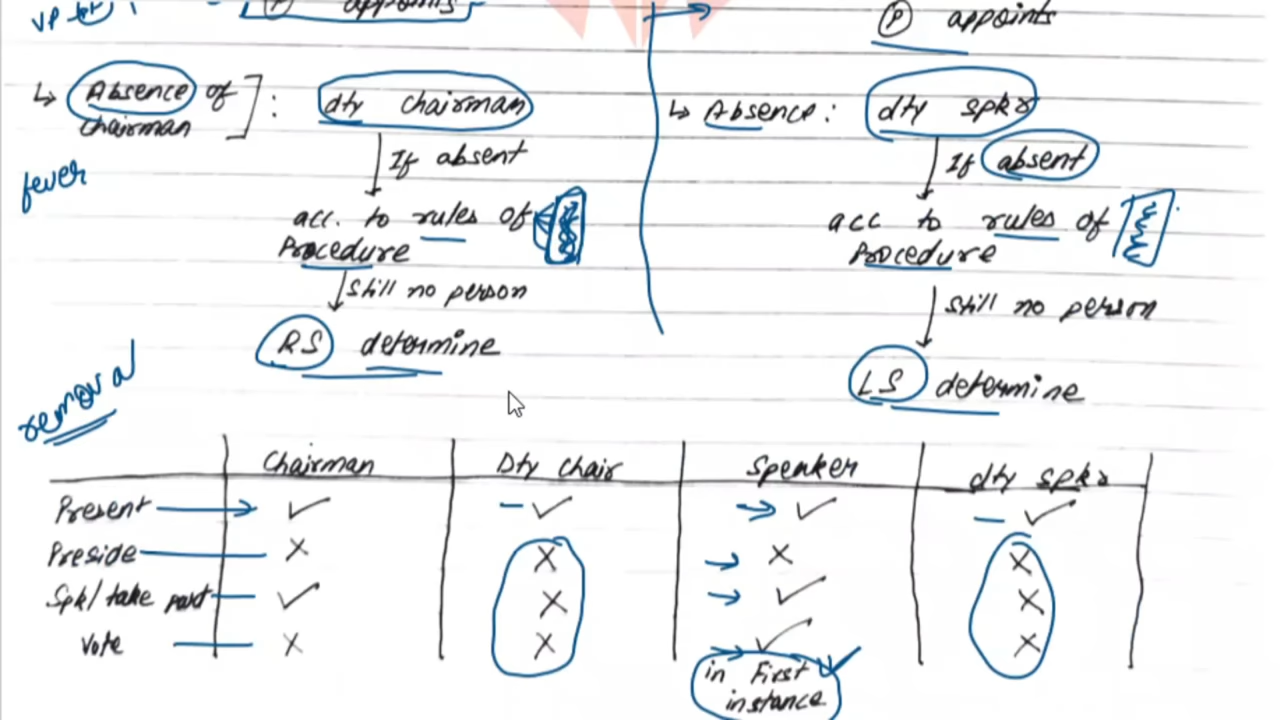 VP
(P) appoints
(P) appoints
↳ Absence of chairman ] : dty chairman
If absent
acc. to rules of
Procedure
still no person
RS determine
fever
↳ Absence : dty spkr
If absent
acc to rules of
Procedure
still no person
LS determine
removal
Chairman Dty chair Speaker dty spkr
Present → ✓ - ✓ → ✓ - ✓
Preside X X → X X
Spk/take part ✓ X → ✓ X
Vote X X → ✓ X
in First
instance